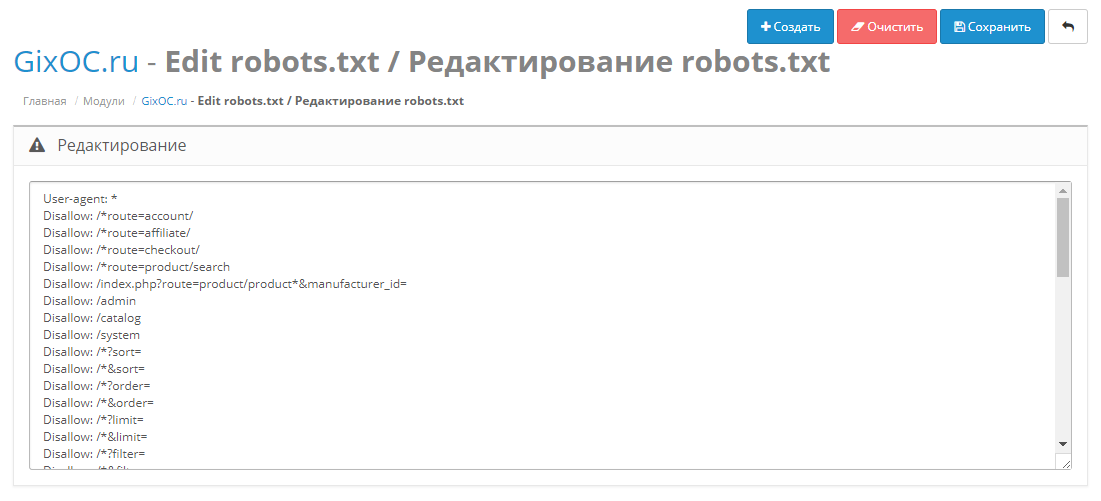 Создать Очистить Сохранить
GixOC.ru - Edit robots.txt / Редактирование robots.txt
Главная / Модули / GixOC.ru - Edit robots.txt / Редактирование robots.txt
Редактирование
User-agent: *
Disallow: /*route=account/
Disallow: /*route=affiliate/
Disallow: /*route=checkout/
Disallow: /*route=product/search
Disallow: /index.php?route=product/product*&manufacturer_id=
Disallow: /admin
Disallow: /catalog
Disallow: /system
Disallow: /*?sort=
Disallow: /*&sort=
Disallow: /*?order=
Disallow: /*&order=
Disallow: /*?limit=
Disallow: /*&limit=
Disallow: /*?filter=